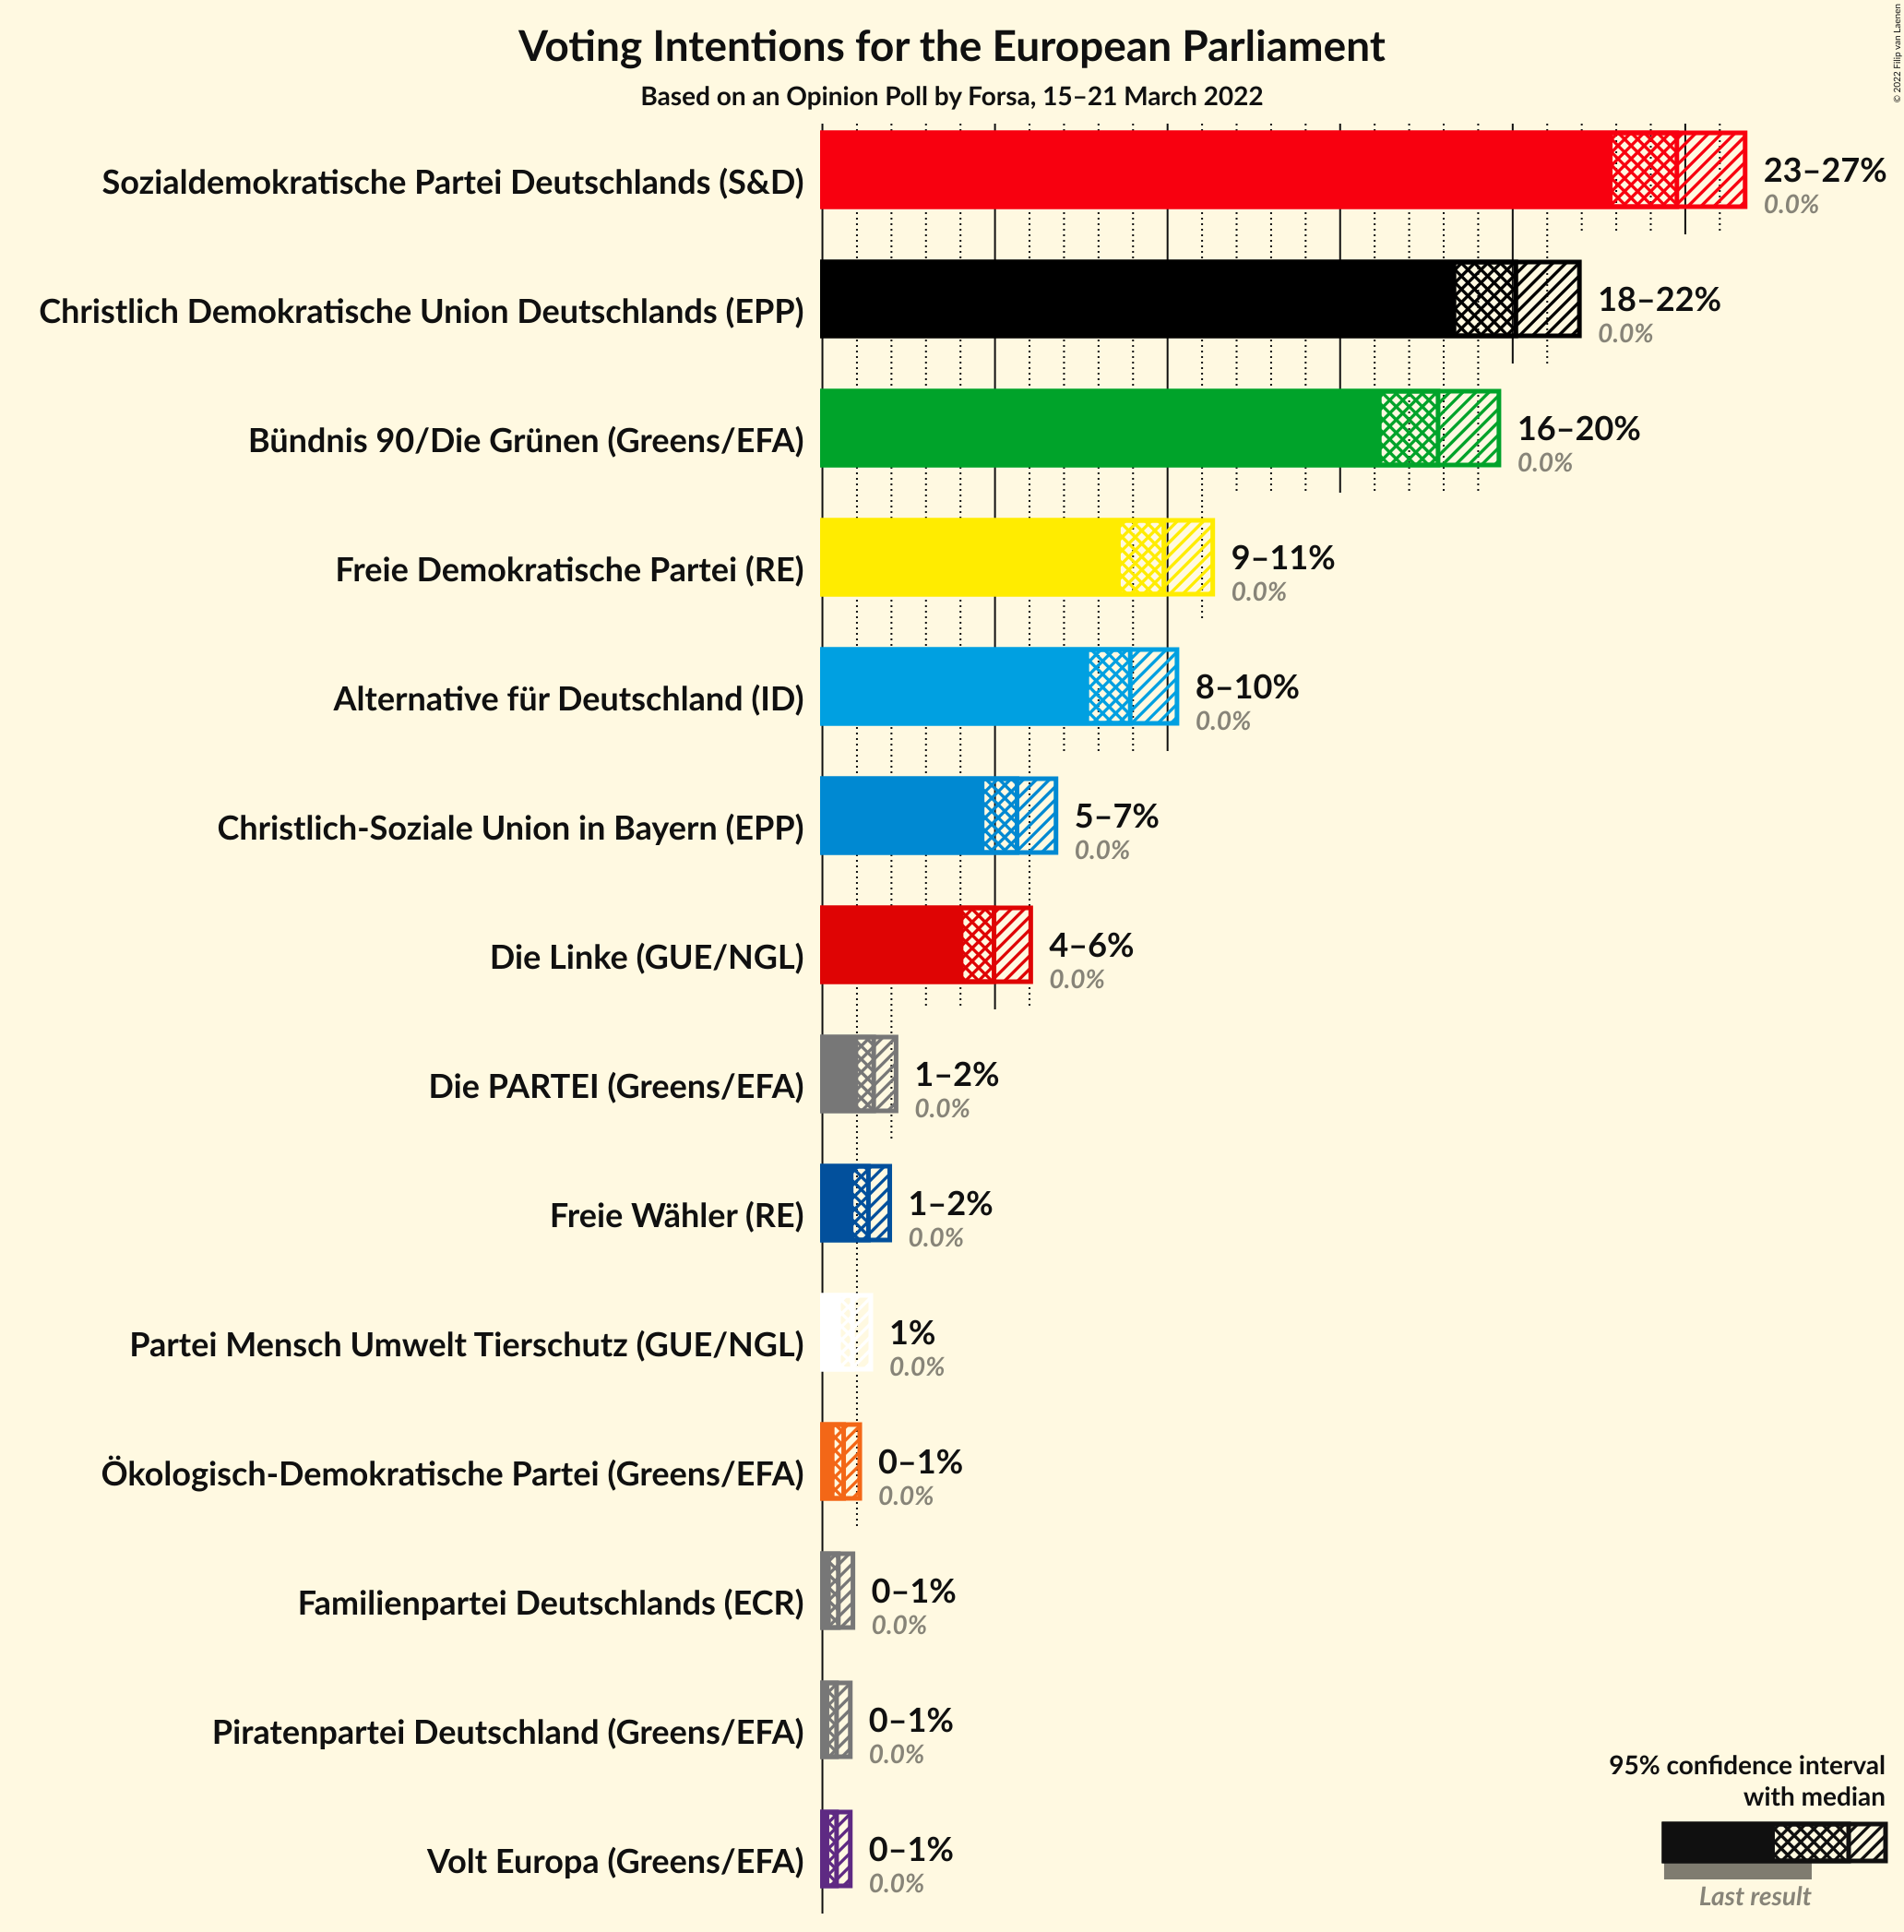 Voting Intentions for the European Parliament
Based on an Opinion Poll by Forsa, 15–21 March 2022
© 2022 Filip van Laenen
Sozialdemokratische Partei Deutschlands (S&D)
23–27%
0.0%
Christlich Demokratische Union Deutschlands (EPP)
18–22%
0.0%
Bündnis 90/Die Grünen (Greens/EFA)
16–20%
0.0%
Freie Demokratische Partei (RE)
9–11%
0.0%
Alternative für Deutschland (ID)
8–10%
0.0%
Christlich-Soziale Union in Bayern (EPP)
5–7%
0.0%
Die Linke (GUE/NGL)
4–6%
0.0%
Die PARTEI (Greens/EFA)
1–2%
0.0%
Freie Wähler (RE)
1–2%
0.0%
Partei Mensch Umwelt Tierschutz (GUE/NGL)
1%
0.0%
Ökologisch-Demokratische Partei (Greens/EFA)
0–1%
0.0%
Familienpartei Deutschlands (ECR)
0–1%
0.0%
Piratenpartei Deutschland (Greens/EFA)
0–1%
0.0%
Volt Europa (Greens/EFA)
0–1%
0.0%
95% confidence interval
with median
Last result